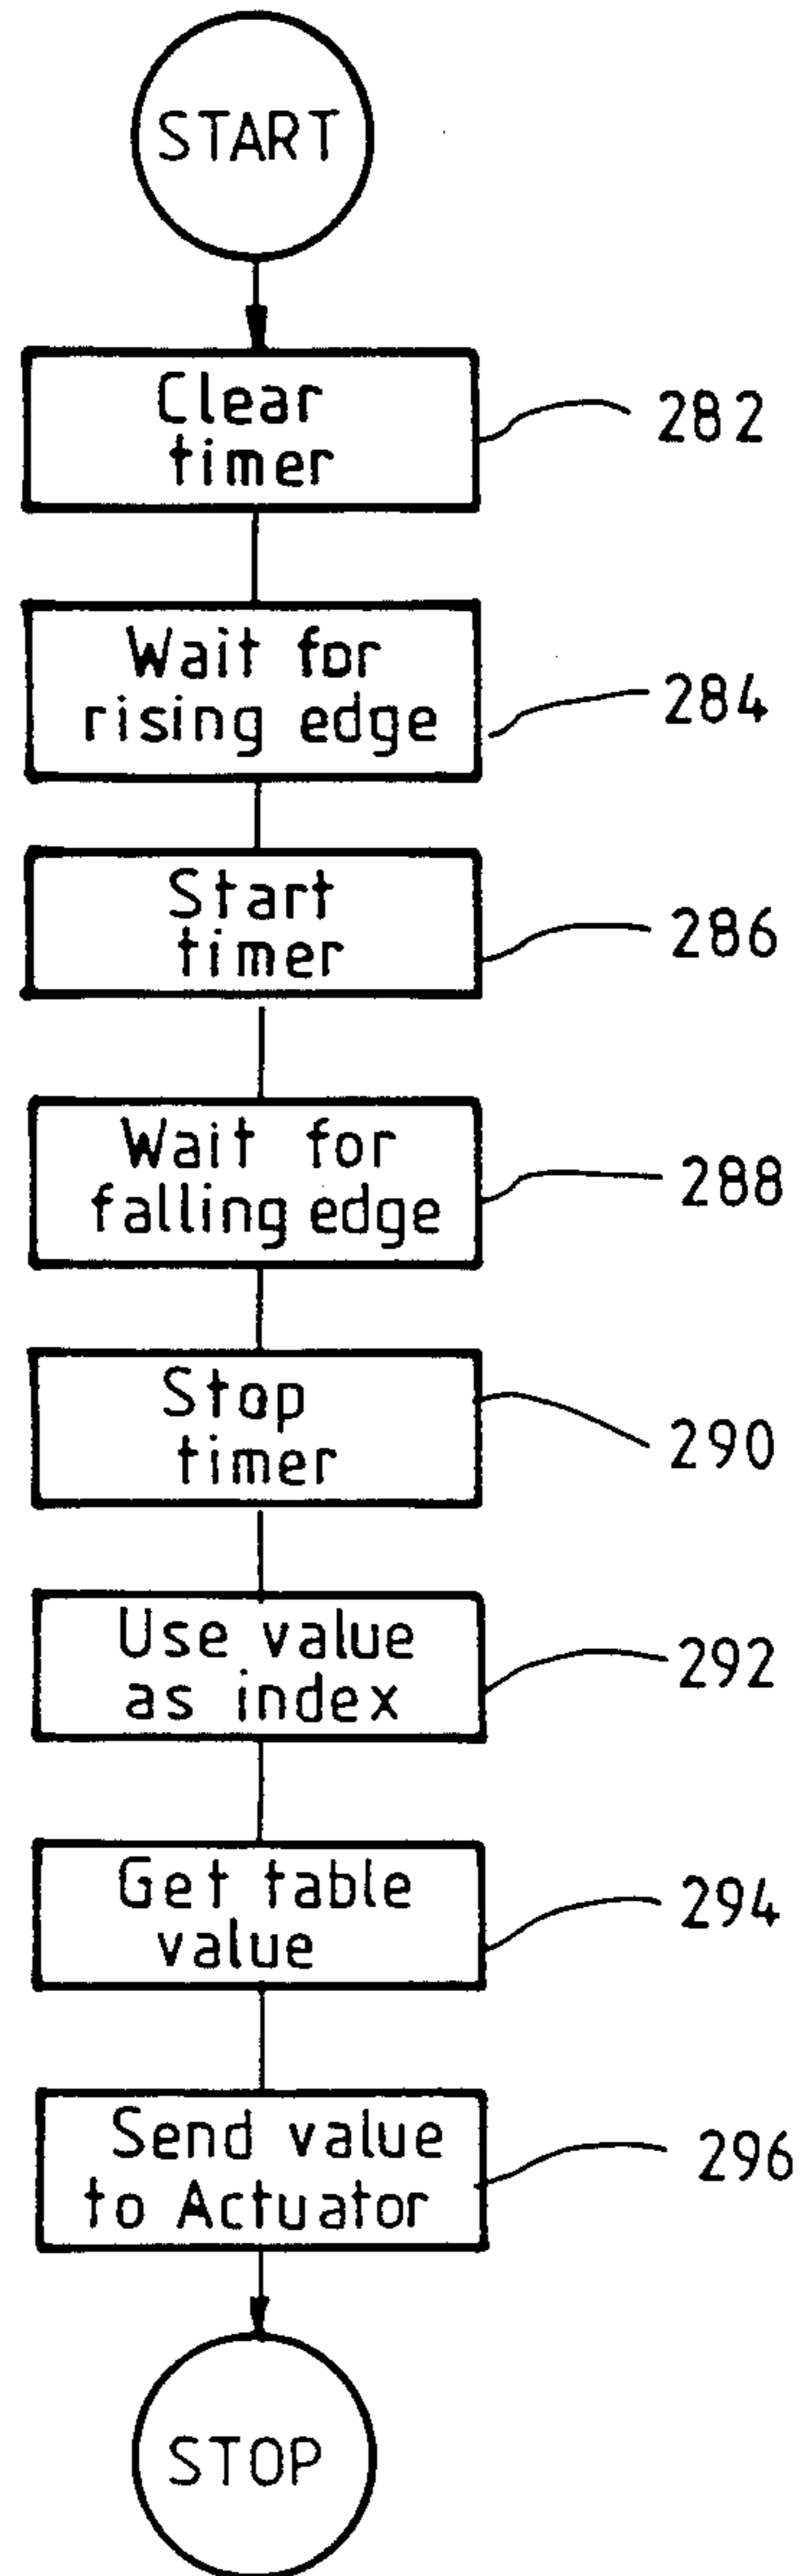 START
Clear
timer
282
Wait for
rising edge
284
Start
timer
286
Wait for
falling edge
288
Stop
timer
290
Use value
as index
292
Get table
value
294
Send value
to Actuator
296
STOP